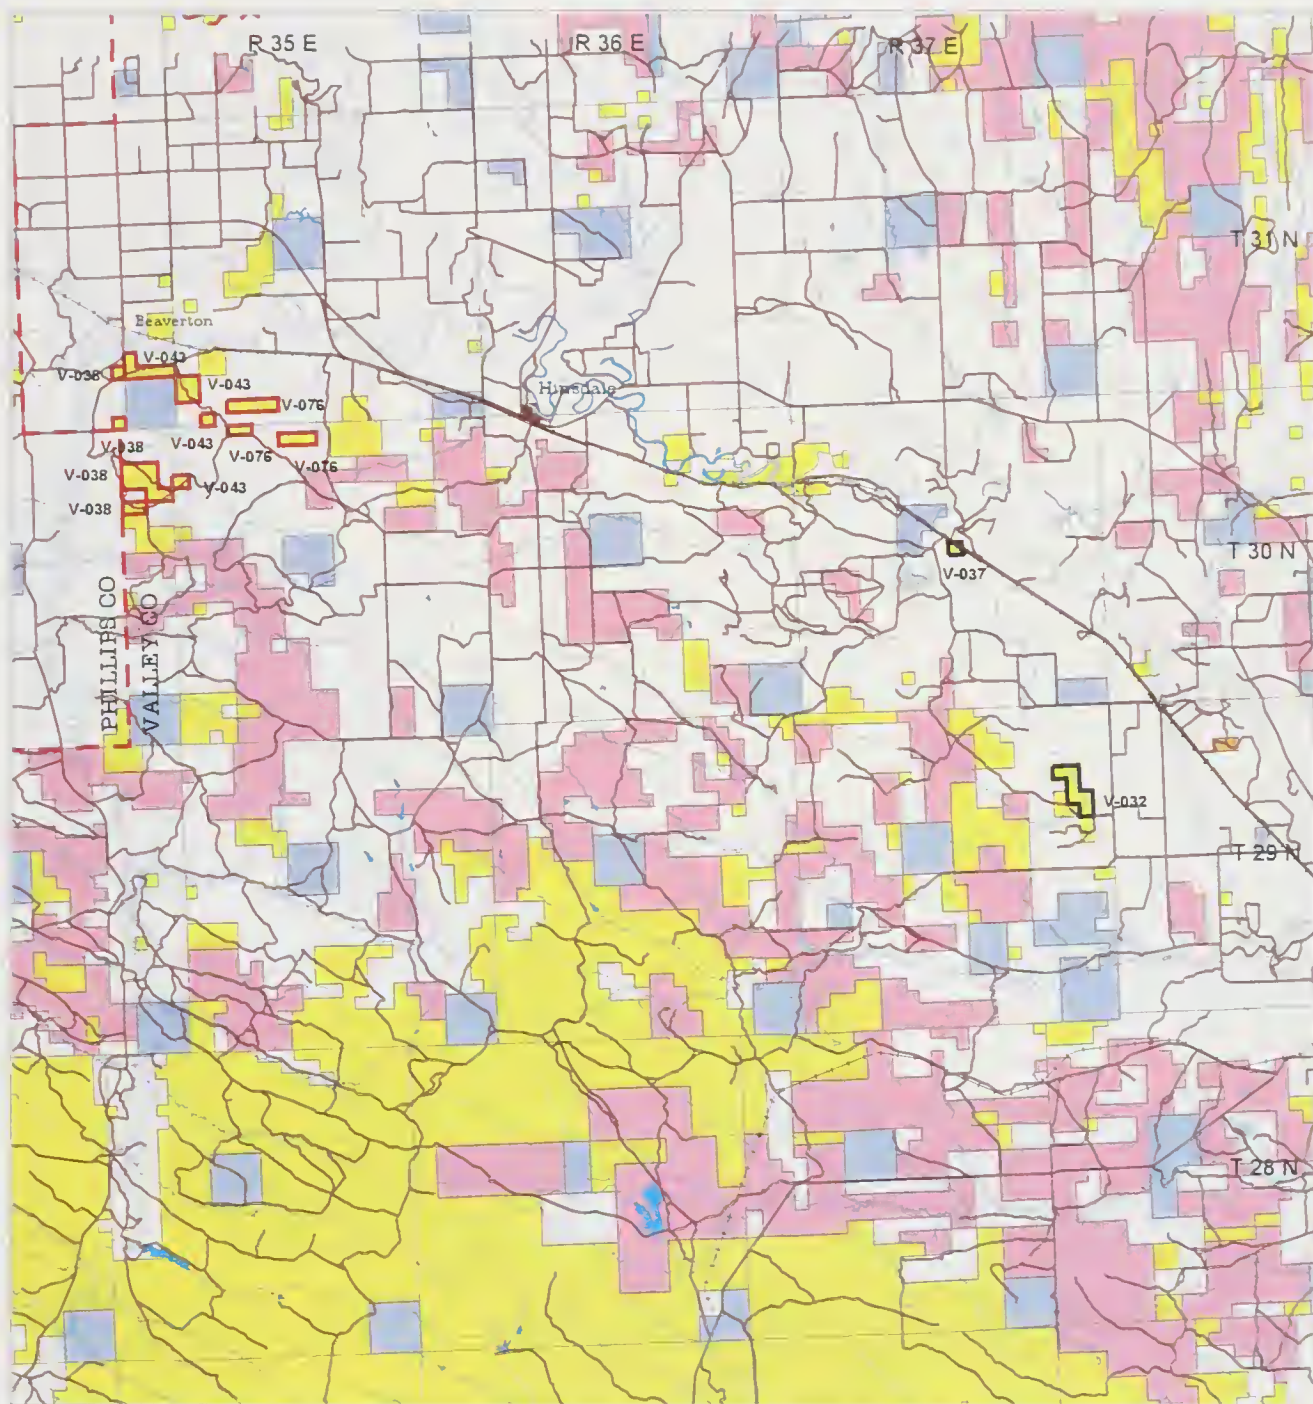 R 35 E
R 36 E
R 37 E
T 31 N
Beaverton
V-043
V-038
V-043
Hinsdale
V-076
V-038
V-043
V-076
V-076
V-038
V-043
V-038
T 30 N
V-037
PHILLIPS CO
VALLEY CO
V-032
T 29 N
T 28 N